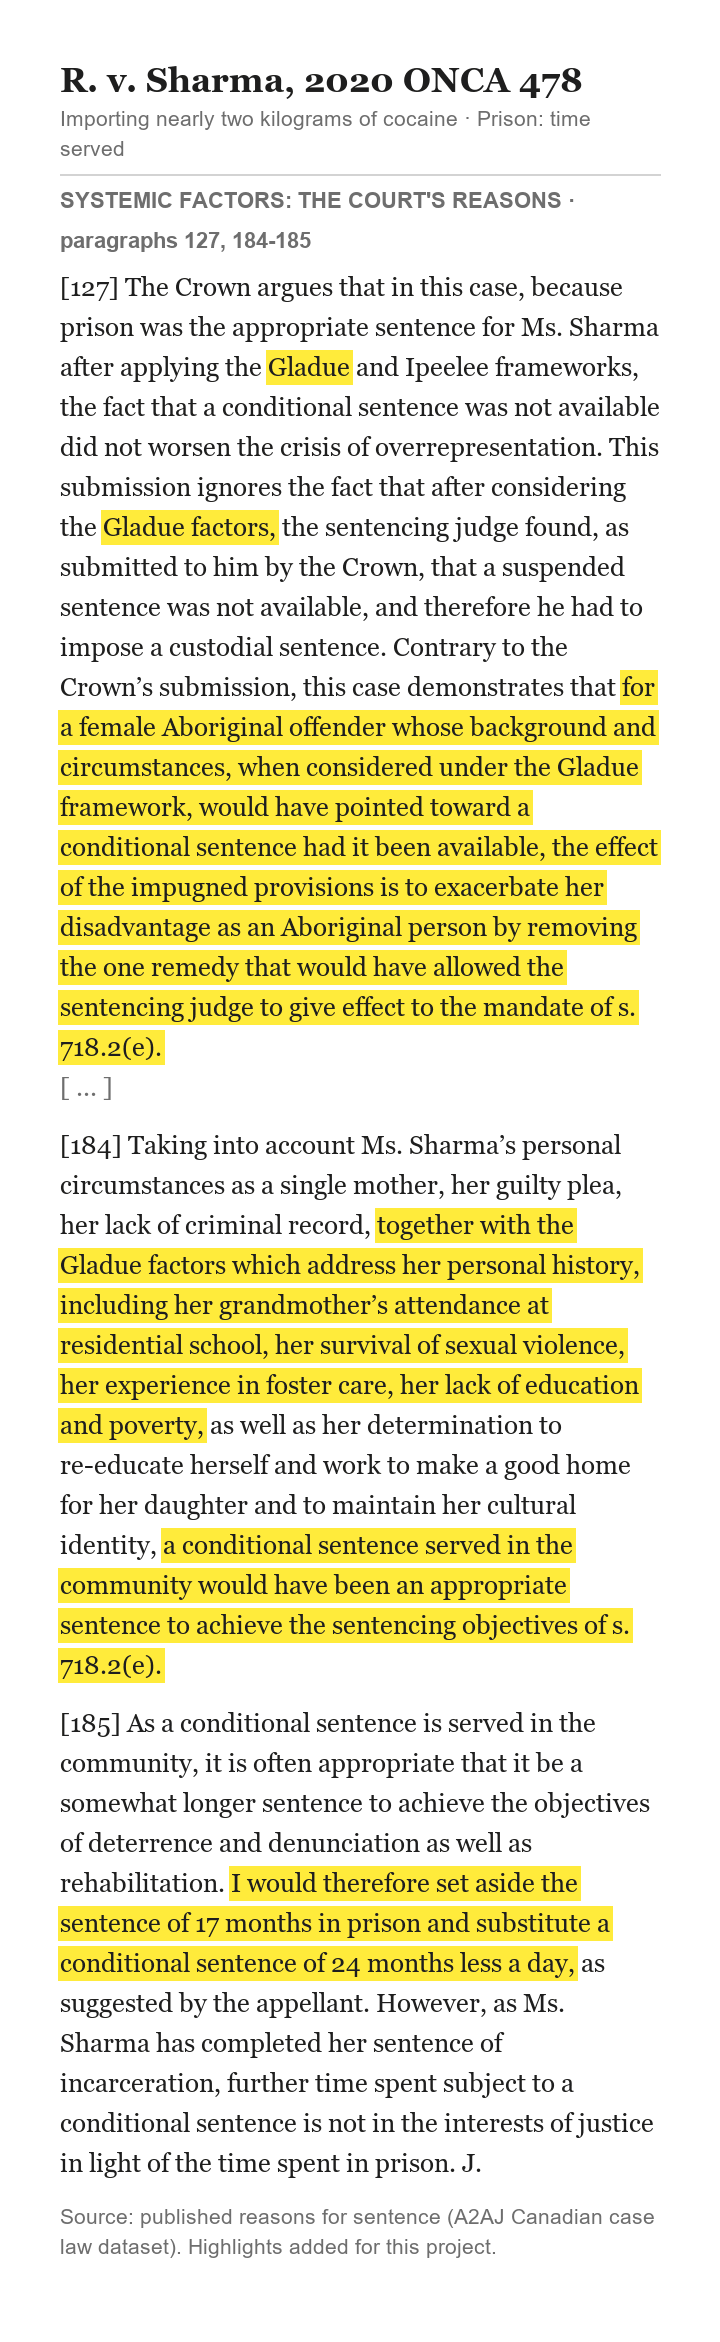 R. v. Sharma, 2020 ONCA 478
Importing nearly two kilograms of cocaine · Prison: time
served
SYSTEMIC FACTORS: THE COURT'S REASONS ·
paragraphs 127, 184-185
[127] The Crown argues that in this case, because
prison was the appropriate sentence for Ms. Sharma
after applying the Gladue and Ipeelee frameworks,
the fact that a conditional sentence was not available
did not worsen the crisis of overrepresentation. This
submission ignores the fact that after considering
the Gladue factors, the sentencing judge found, as
submitted to him by the Crown, that a suspended
sentence was not available, and therefore he had to
impose a custodial sentence. Contrary to the
Crown’s submission, this case demonstrates that for
a female Aboriginal offender whose background and
circumstances, when considered under the Gladue
framework, would have pointed toward a
conditional sentence had it been available, the effect
of the impugned provisions is to exacerbate her
disadvantage as an Aboriginal person by removing
the one remedy that would have allowed the
sentencing judge to give effect to the mandate of s.
718.2(e).
[ ... ]
[184] Taking into account Ms. Sharma’s personal
circumstances as a single mother, her guilty plea,
her lack of criminal record, together with the
Gladue factors which address her personal history,
including her grandmother’s attendance at
residential school, her survival of sexual violence,
her experience in foster care, her lack of education
and poverty, as well as her determination to
re-educate herself and work to make a good home
for her daughter and to maintain her cultural
identity, a conditional sentence served in the
community would have been an appropriate
sentence to achieve the sentencing objectives of s.
718.2(e).
[185] As a conditional sentence is served in the
community, it is often appropriate that it be a
somewhat longer sentence to achieve the objectives
of deterrence and denunciation as well as
rehabilitation. I would therefore set aside the
sentence of 17 months in prison and substitute a
conditional sentence of 24 months less a day, as
suggested by the appellant. However, as Ms.
Sharma has completed her sentence of
incarceration, further time spent subject to a
conditional sentence is not in the interests of justice
in light of the time spent in prison. J.
Source: published reasons for sentence (A2AJ Canadian case
law dataset). Highlights added for this project.